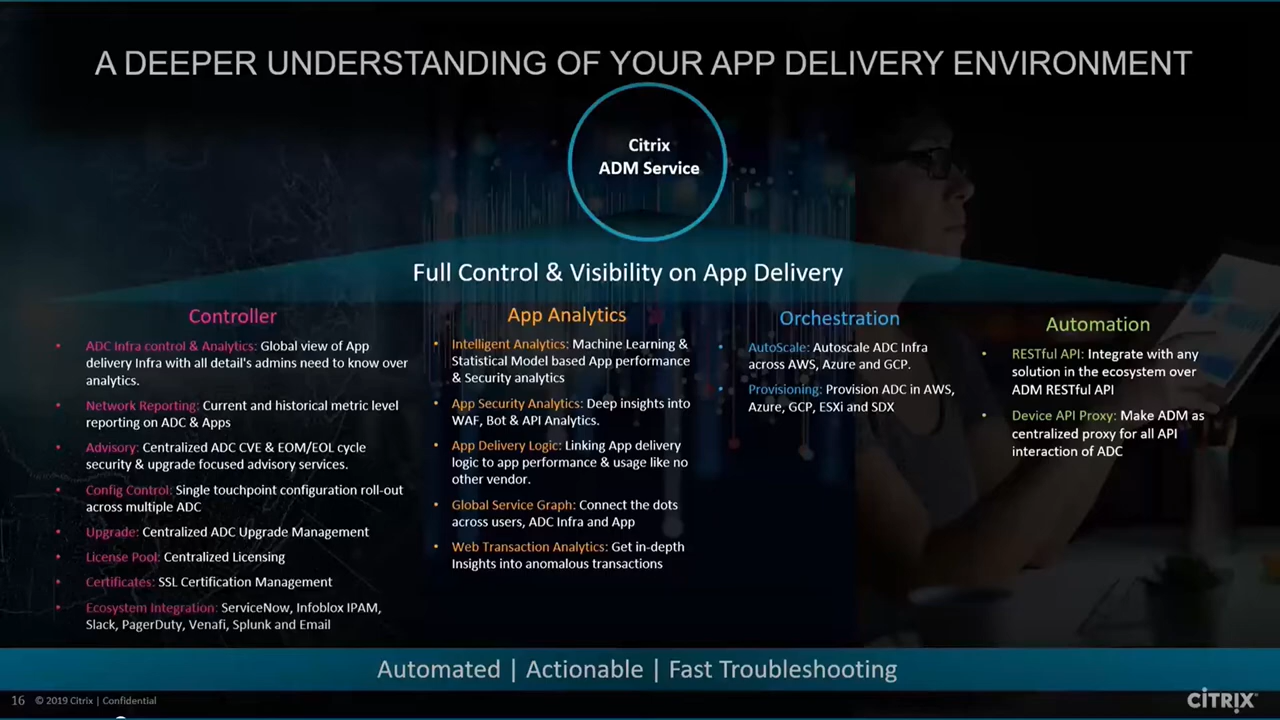 A DEEPER UNDERSTANDING OF YOUR APP DELIVERY ENVIRONMENT
Citrix
ADM Service
Full Control & Visibility on App Delivery
Controller
• ADC Infra control & Analytics: Global view of App
delivery Infra with all detail's admins need to know over
analytics.
• Network Reporting: Current and historical metric level
reporting on ADC & Apps
• Advisory: Centralized ADC CVE & EOM/EOL cycle
security & upgrade focused advisory services.
• Config Control: Single touchpoint configuration roll-out
across multiple ADC
• Upgrade: Centralized ADC Upgrade Management
• License Pool: Centralized Licensing
• Certificates: SSL Certification Management
• Ecosystem Integration: ServiceNow, Infoblox IPAM,
Slack, PagerDuty, Venafi, Splunk and Email
App Analytics
• Intelligent Analytics: Machine Learning &
Statistical Model based App performance
& Security analytics
• App Security Analytics: Deep insights into
WAF, Bot & API Analytics.
• App Delivery Logic: Linking App delivery
logic to app performance & usage like no
other vendor.
• Global Service Graph: Connect the dots
across users, ADC Infra and App
• Web Transaction Analytics: Get in-depth
Insights into anomalous transactions
Orchestration
• AutoScale: Autoscale ADC Infra
across AWS, Azure and GCP.
• Provisioning: Provision ADC in AWS,
Azure, GCP, ESXi and SDX
Automation
• RESTful API: Integrate with any
solution in the ecosystem over
ADM RESTful API
• Device API Proxy: Make ADM as
centralized proxy for all API
interaction of ADC
Automated | Actionable | Fast Troubleshooting
16 © 2019 Citrix | Confidential
CİTRIX